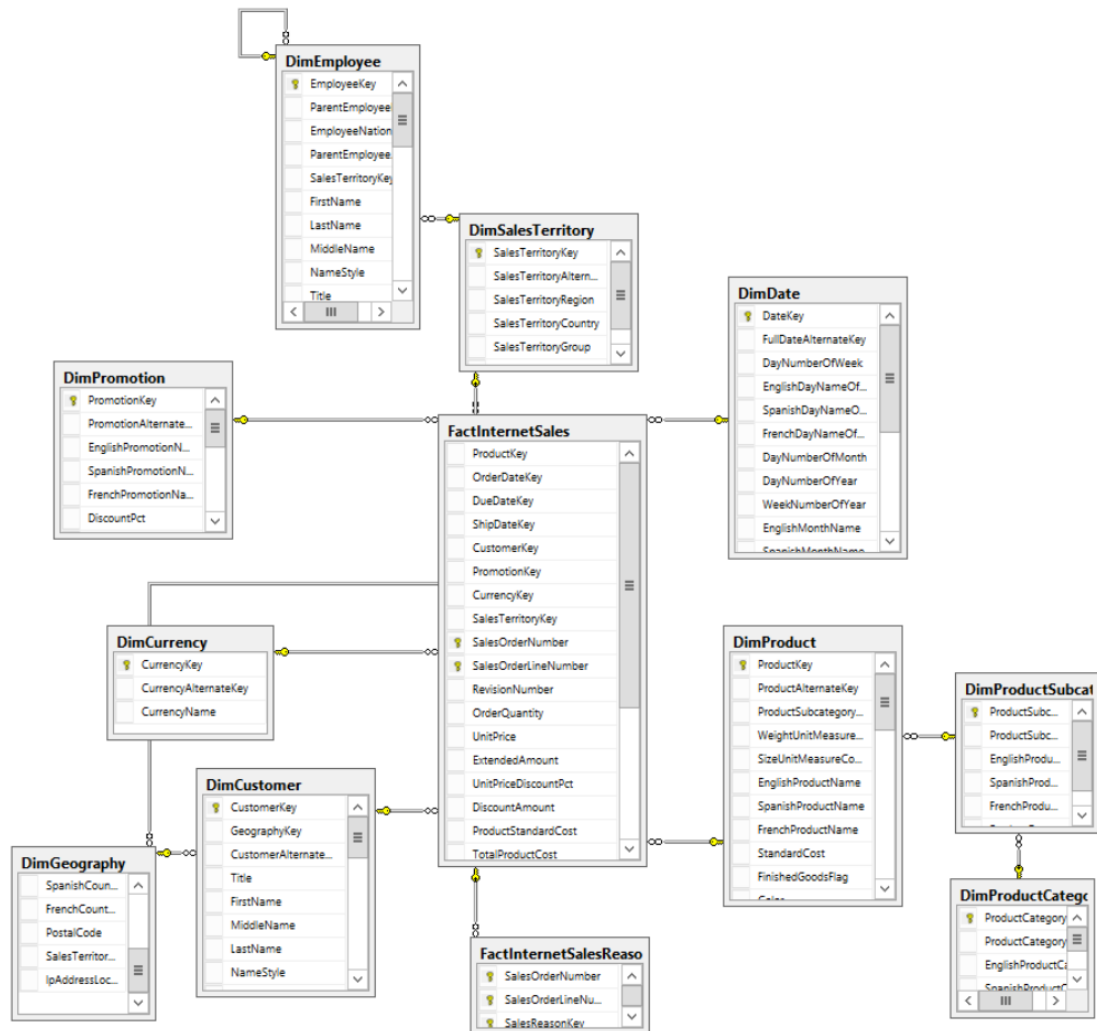 DimEmployee
EmployeeKey
ParentEmployee
EmployeeNation
ParentEmployee
SalesTerritoryKey
FirstName
LastName
MiddleName
NameStyle
Title
DimSalesTerritory
SalesTerritoryKey
SalesTerritoryAltern...
SalesTerritoryRegion
SalesTerritoryCountry
SalesTerritoryGroup
DimDate
DateKey
FullDateAlternateKey
DayNumberOfWeek
EnglishDayNameOf...
SpanishDayNameO...
FrenchDayNameOf...
DayNumberOfMonth
DayNumberOfYear
WeekNumberOfYear
EnglishMonthName
SpanishMonthName
DimPromotion
PromotionKey
PromotionAlternate...
EnglishPromotionN...
SpanishPromotionN...
FrenchPromotionNa...
DiscountPct
FactInternetSales
ProductKey
OrderDateKey
DueDateKey
ShipDateKey
CustomerKey
PromotionKey
CurrencyKey
SalesTerritoryKey
SalesOrderNumber
SalesOrderLineNumber
RevisionNumber
OrderQuantity
UnitPrice
ExtendedAmount
UnitPriceDiscountPct
DiscountAmount
ProductStandardCost
TotalProductCost
DimCurrency
CurrencyKey
CurrencyAlternateKey
CurrencyName
DimProduct
ProductKey
ProductAlternateKey
ProductSubcategory...
WeightUnitMeasure...
SizeUnitMeasureCo...
EnglishProductName
SpanishProductName
FrenchProductName
StandardCost
FinishedGoodsFlag
Color
DimProductSubcat
ProductSubc...
ProductSubc...
EnglishProdu...
SpanishProd...
FrenchProdu...
DimCustomer
CustomerKey
GeographyKey
CustomerAlternate...
Title
FirstName
MiddleName
LastName
NameStyle
DimGeography
SpanishCoun...
FrenchCount...
PostalCode
SalesTerritor...
IpAddressLoc...
DimProductCatego
ProductCategory
ProductCategory
EnglishProductCa
SpanishProductC
FactInternetSalesReaso
SalesOrderNumber
SalesOrderLineNu...
SalesReasonKey